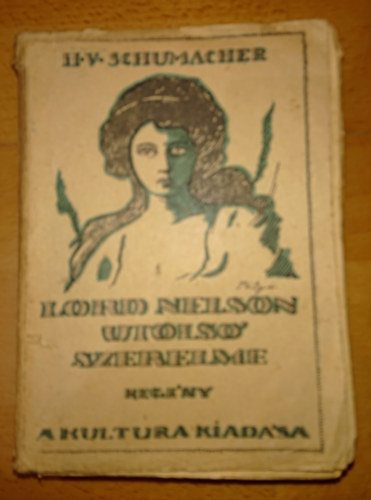 H·V·SCHUMACHER
LORD NELSON
UTOLSÓ
SZERELME
REGÉNY
A KULTURA KIADÁSA